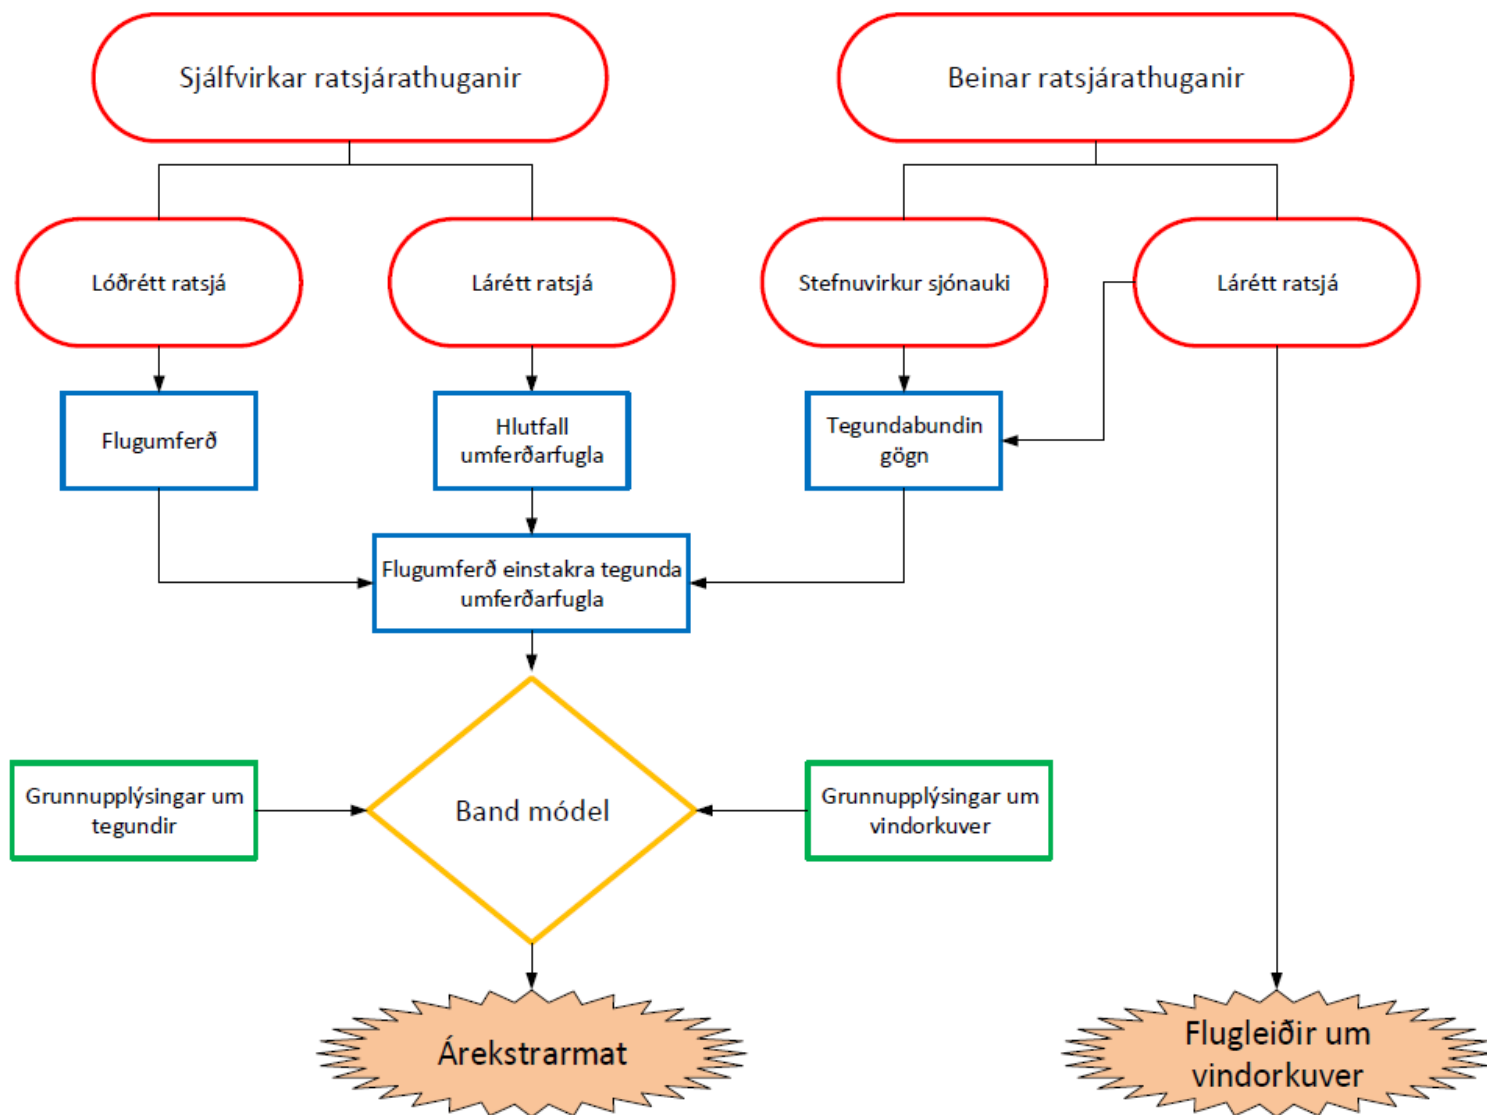 Sjálfvirkar ratsjárathuganir
Beinar ratsjárathuganir
Lóðrétt ratsjá
Lárétt ratsjá
Stefnuvirkur sjónauki
Lárétt ratsjá
Flugumferð
Hlutfall
umferðarfugla
Tegundabundin
gögn
Flugumferð einstakra tegunda
umferðarfugla
Grunnupplýsingar um
tegundir
Band módel
Grunnupplýsingar um
vindorkuver
Árekstrarmat
Flugleiðir um
vindorkuver